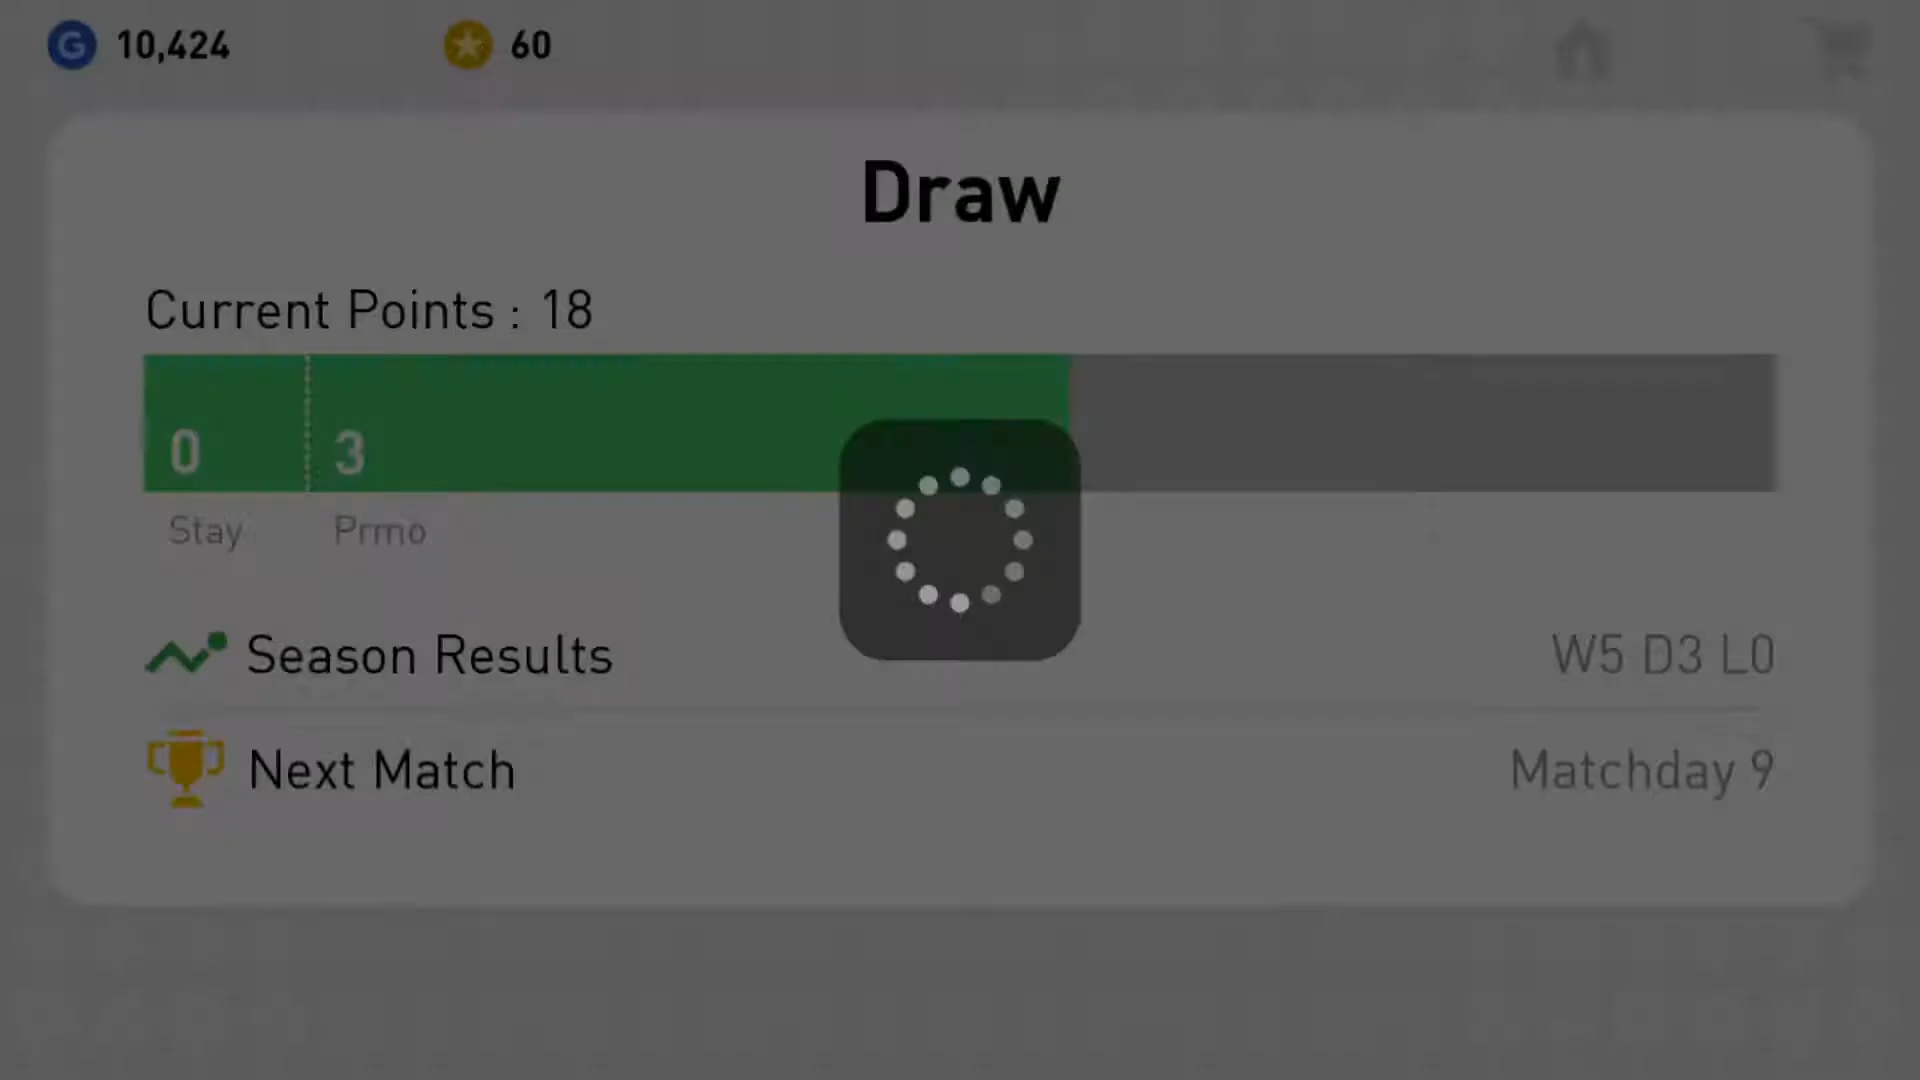 G 10,424 60
Draw
Current Points : 18
0 3
Stay Prmo
Season Results W5 D3 L0
Next Match Matchday 9